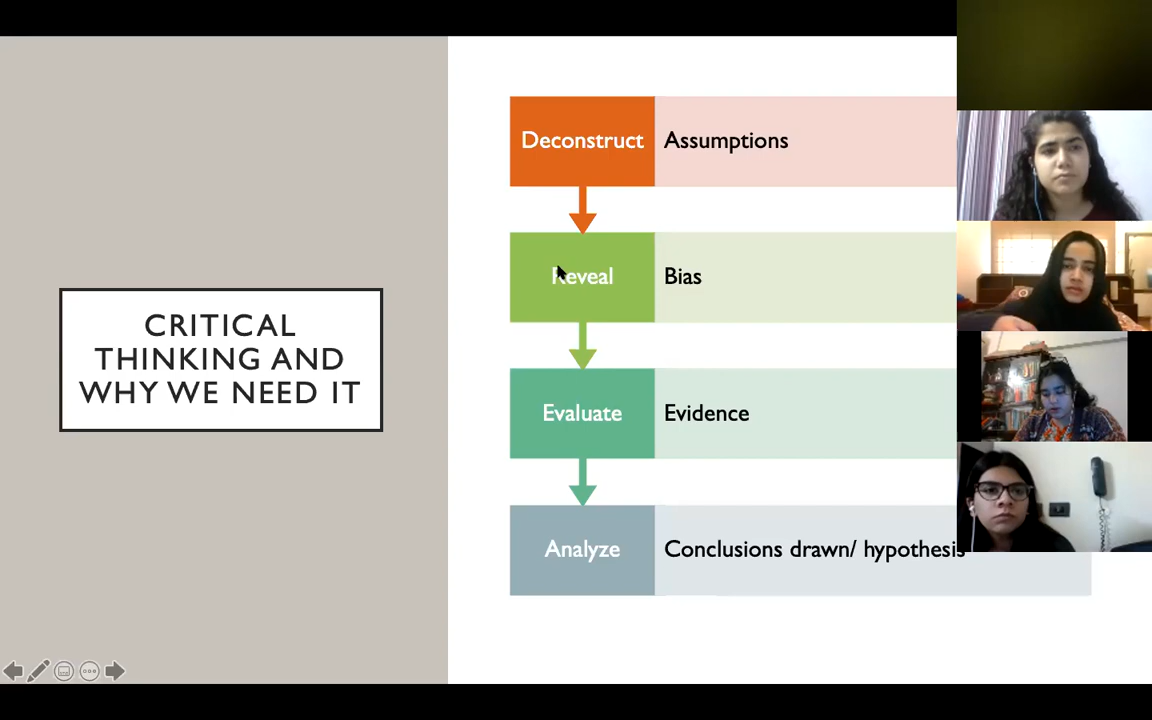 CRITICAL
THINKING AND
WHY WE NEED IT
Deconstruct
Assumptions
Reveal
Bias
Evaluate
Evidence
Analyze
Conclusions drawn/ hypothesis